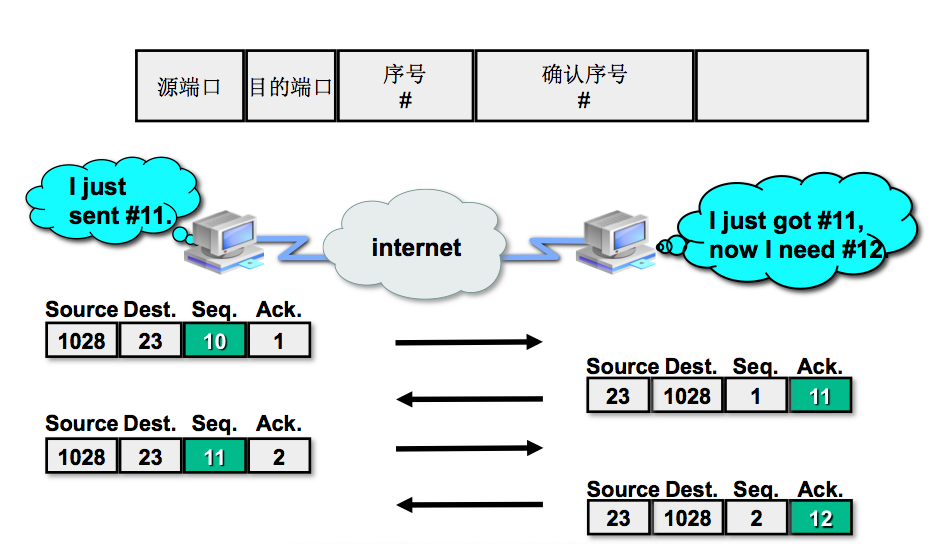 源端口 目的端口 序号 确认序号
# #
I just
sent #11.
internet
I just got #11,
now I need #12.
Source Dest. Seq. Ack.
1028 23 10 1
Source Dest. Seq. Ack.
23 1028 1 11
Source Dest. Seq. Ack.
1028 23 11 2
Source Dest. Seq. Ack.
23 1028 2 12